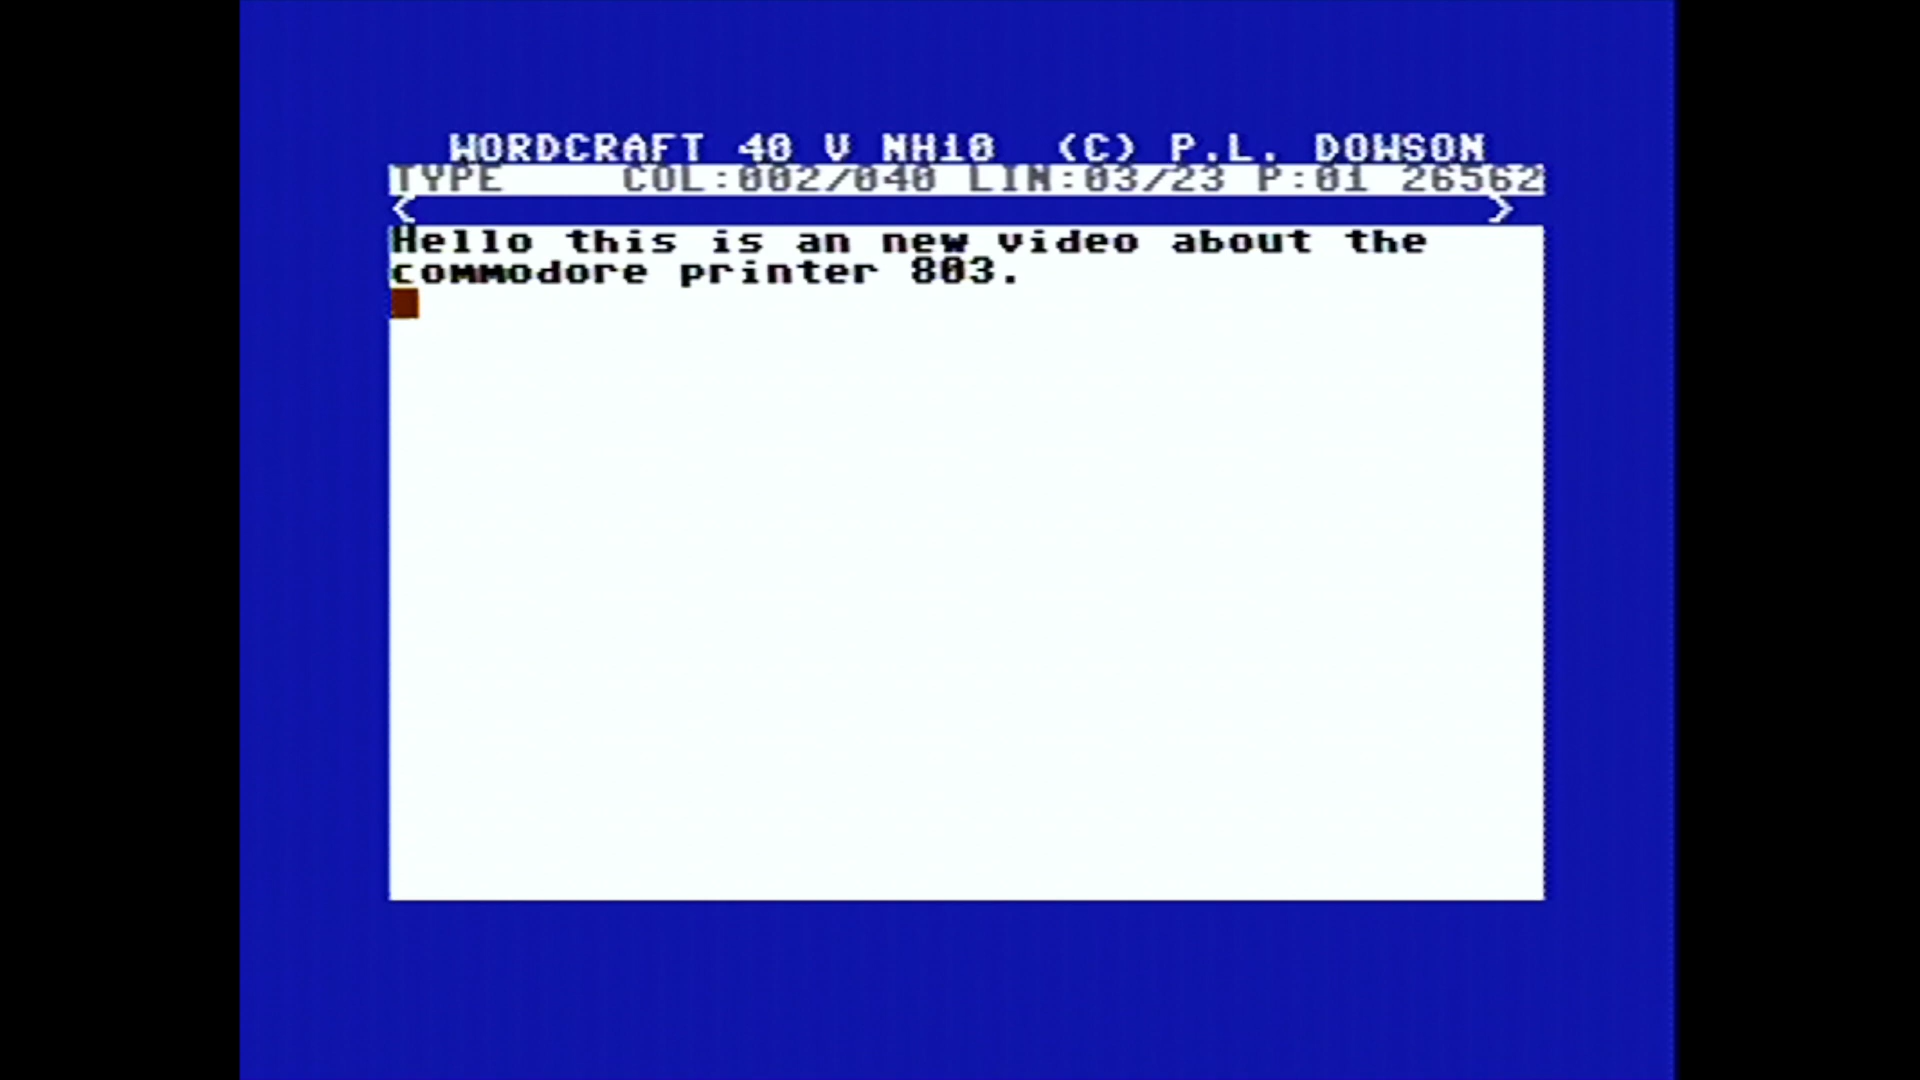 WORDCRAFT 40 V NH10 (C) P.L. DOWSON
TYPE COL:002/040 LIN:03/23 P:01 26562
< >
Hello this is an new video about the
commodore printer 803.